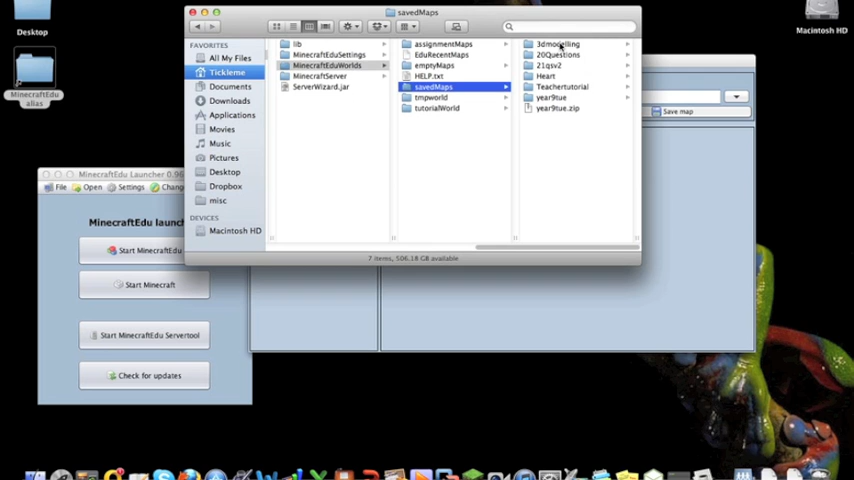 savedMaps
Desktop
Macintosh HD
MinecraftEdu
alias
FAVORITES
All My Files
Tickleme
Documents
Downloads
Applications
Movies
Music
Pictures
Desktop
Dropbox
misc
DEVICES
Macintosh HD
lib
MinecraftEduSettings
MinecraftEduWorlds
MinecraftServer
ServerWizard.jar
assignmentMaps
EduRecentMaps
emptyMaps
HELP.txt
savedMaps
tmpworld
tutorialWorld
3dmodelling
20Questions
21qsv2
Heart
Teachertutorial
year9tue
year9tue.zip
7 items, 506.18 GB available
Save map
MinecraftEdu Launcher 0.96
File
Open
Settings
Chang
MinecraftEdu launc
Start MinecraftEdu
Start Minecraft
Start MinecraftEdu Servertool
Check for updates